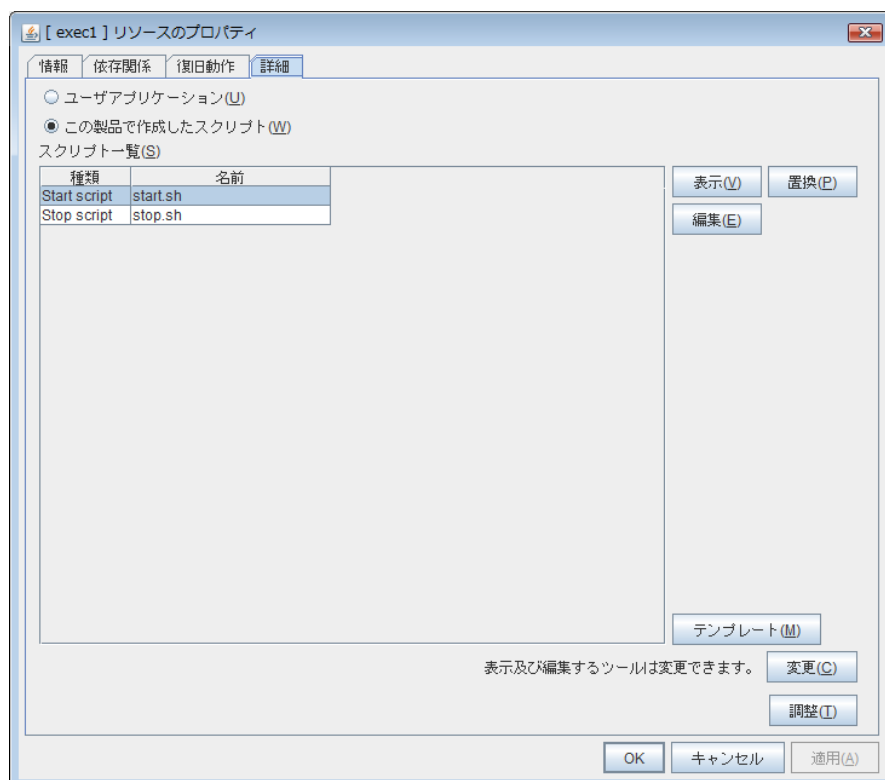 [ exec1 ] リソースのプロパティ
情報 依存関係 復旧動作 詳細
ユーザアプリケーション(U)
この製品で作成したスクリプト(W)
スクリプト一覧(S)
種類 名前
Start script start.sh
Stop script stop.sh
表示(V) 置換(P)
編集(E)
テンプレート(M)
表示及び編集するツールは変更できます。 変更(C)
調整(T)
OK キャンセル 適用(A)